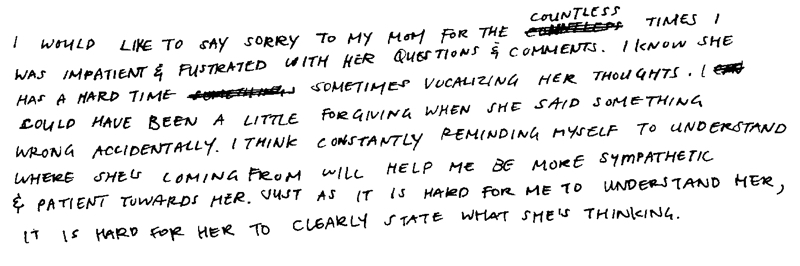 I WOULD LIKE TO SAY SORRY TO MY MOM FOR THE COUNTLESS TIMES I
WAS IMPATIENT & FUSTRATED WITH HER QUESTIONS & COMMENTS. I KNOW SHE
HAS A HARD TIME SOMETIMES VOCALIZING HER THOUGHTS. I
COULD HAVE BEEN A LITTLE FORGIVING WHEN SHE SAID SOMETHING
WRONG ACCIDENTALLY. I THINK CONSTANTLY REMINDING MYSELF TO UNDERSTAND
WHERE SHE'S COMING FROM WILL HELP ME BE MORE SYMPATHETIC
& PATIENT TOWARDS HER. JUST AS IT IS HARD FOR ME TO UNDERSTAND HER,
IT IS HARD FOR HER TO CLEARLY STATE WHAT SHE'S THINKING.